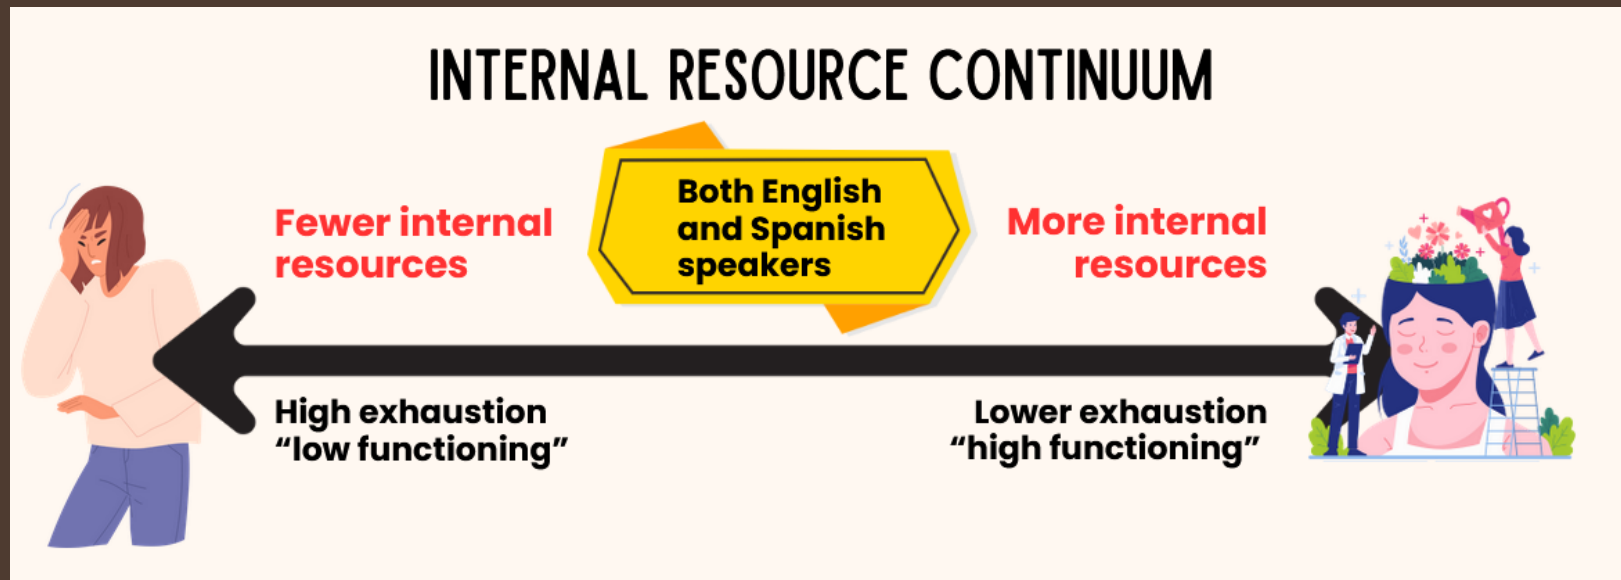 INTERNAL RESOURCE CONTINUUM
Fewer internal
resources
Both English
and Spanish
speakers
More internal
resources
High exhaustion
“low functioning”
Lower exhaustion
“high functioning”